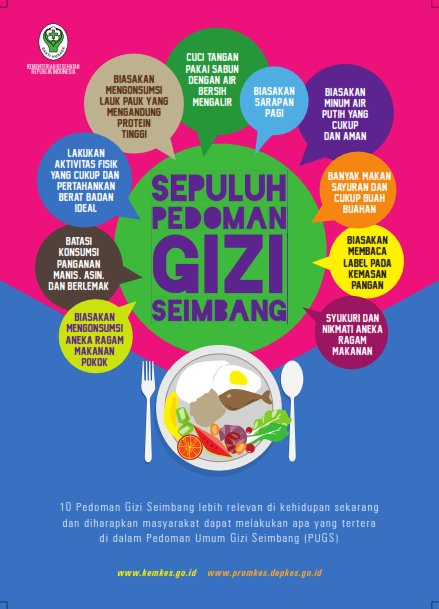 KEMENTERIAN KESEHATAN
REPUBLIK INDONESIA
CUCI TANGAN
PAKAI SABUN
DENGAN AIR
BERSIH
MENGALIR
BIASAKAN
MENGONSUMSI
LAUK PAUK YANG
MENGANDUNG
PROTEIN
TINGGI
BIASAKAN
SARAPAN
PAGI
BIASAKAN
MINUM AIR
PUTIH YANG
CUKUP
DAN AMAN
LAKUKAN
AKTIVITAS FISIK
YANG CUKUP DAN
PERTAHANKAN
BERAT BADAN
IDEAL
BANYAK MAKAN
SAYURAN DAN
CUKUP BUAH
BUAHAN
SEPULUH
PEDOMAN
GIZI
SEIMBANG
BATASI
KONSUMSI
PANGANAN
MANIS. ASIN.
DAN BERLEMAK
BIASAKAN
MEMBACA
LABEL PADA
KEMASAN
PANGAN
BIASAKAN
MENGONSUMSI
ANEKA RAGAM
MAKANAN
POKOK
SYUKURI DAN
NIKMATI ANEKA
RAGAM
MAKANAN
10 Pedoman Gizi Seimbang lebih relevan di kehidupan sekarang
dan diharapkan masyarakat dapat melakukan apa yang tertera
di dalam Pedoman Umum Gizi Seimbang (PUGS)
www.kemkes.go.id www.promkes.depkes.go.id